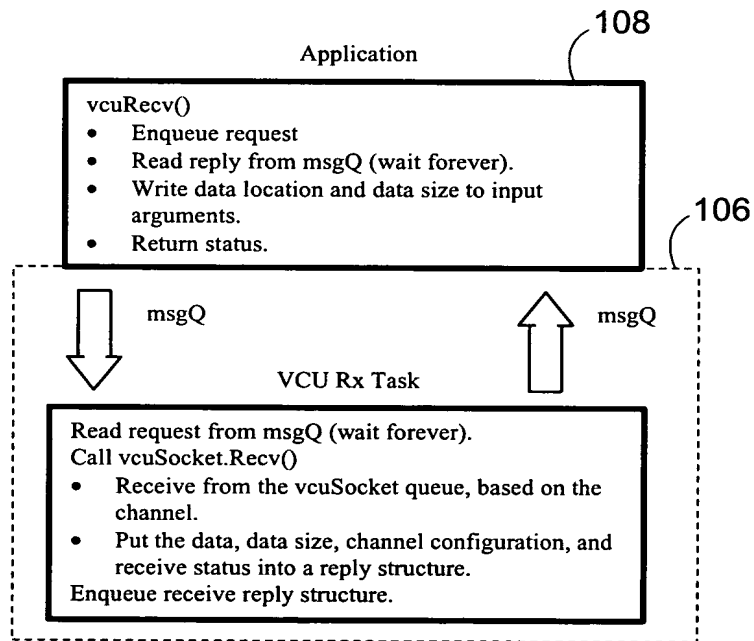 108
Application
vcuRecv()
• Enqueue request
• Read reply from msgQ (wait forever).
• Write data location and data size to input
arguments.
• Return status.
106
msgQ
msgQ
VCU Rx Task
Read request from msgQ (wait forever).
Call vcuSocket.Recv()
• Receive from the vcuSocket queue, based on the
channel.
• Put the data, data size, channel configuration, and
receive status into a reply structure.
Enqueue receive reply structure.